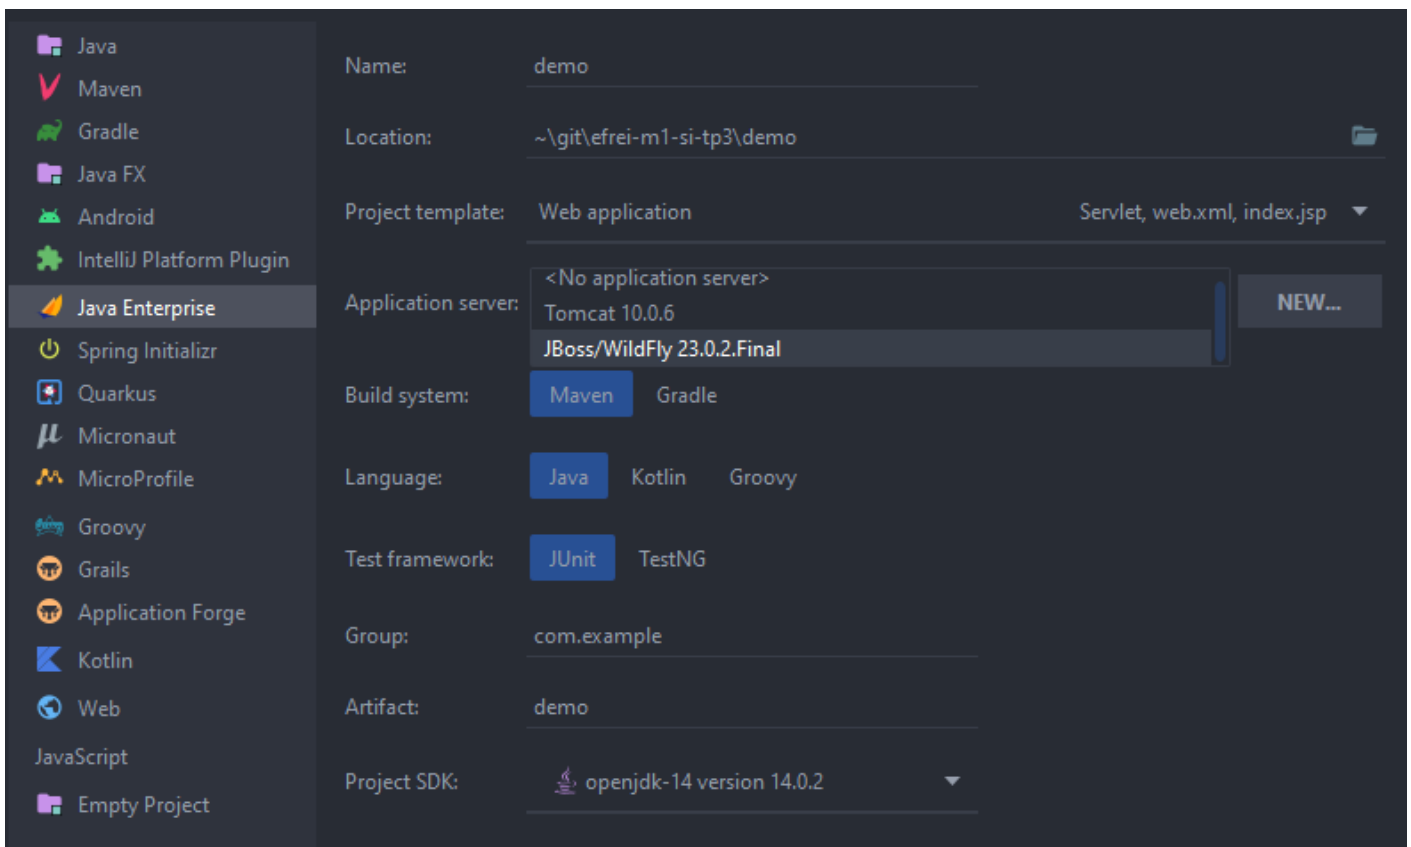 Java
Maven
Gradle
Java FX
Android
IntelliJ Platform Plugin
Java Enterprise
Spring Initializr
Quarkus
Micronaut
MicroProfile
Groovy
Grails
Application Forge
Kotlin
Web
JavaScript
Empty Project
Name: demo
Location: ~\git\efrei-m1-si-tp3\demo
Project template: Web application Servlet, web.xml, index.jsp
<No application server>
Application server: Tomcat 10.0.6 NEW...
JBoss/WildFly 23.0.2.Final
Build system: Maven Gradle
Language: Java Kotlin Groovy
Test framework: JUnit TestNG
Group: com.example
Artifact: demo
Project SDK: openjdk-14 version 14.0.2